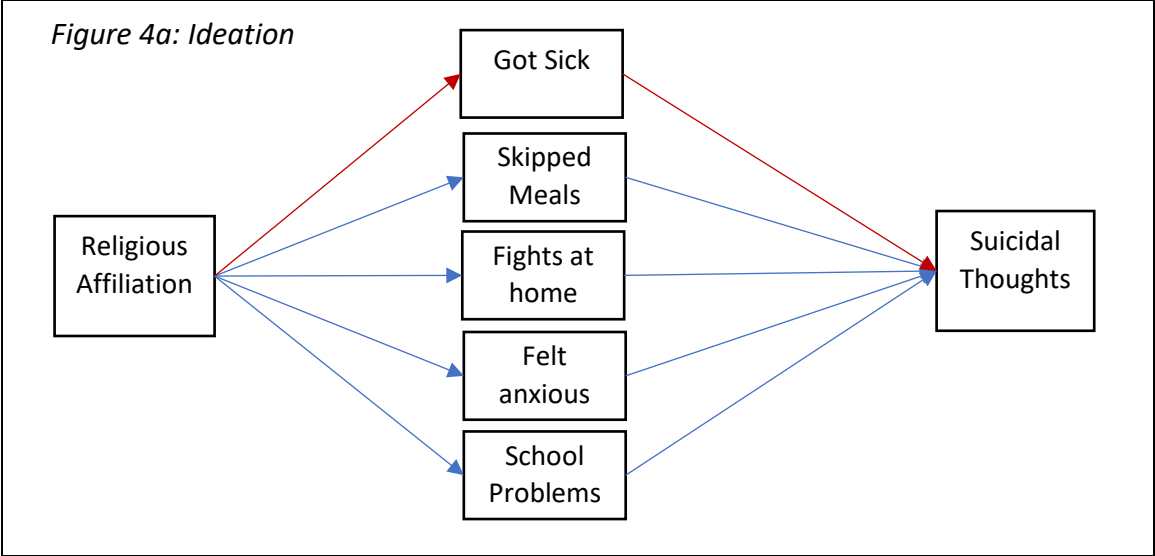 Figure 4a: Ideation
Got Sick
Skipped
Meals
Religious
Affiliation
Fights at
home
Suicidal
Thoughts
Felt
anxious
School
Problems